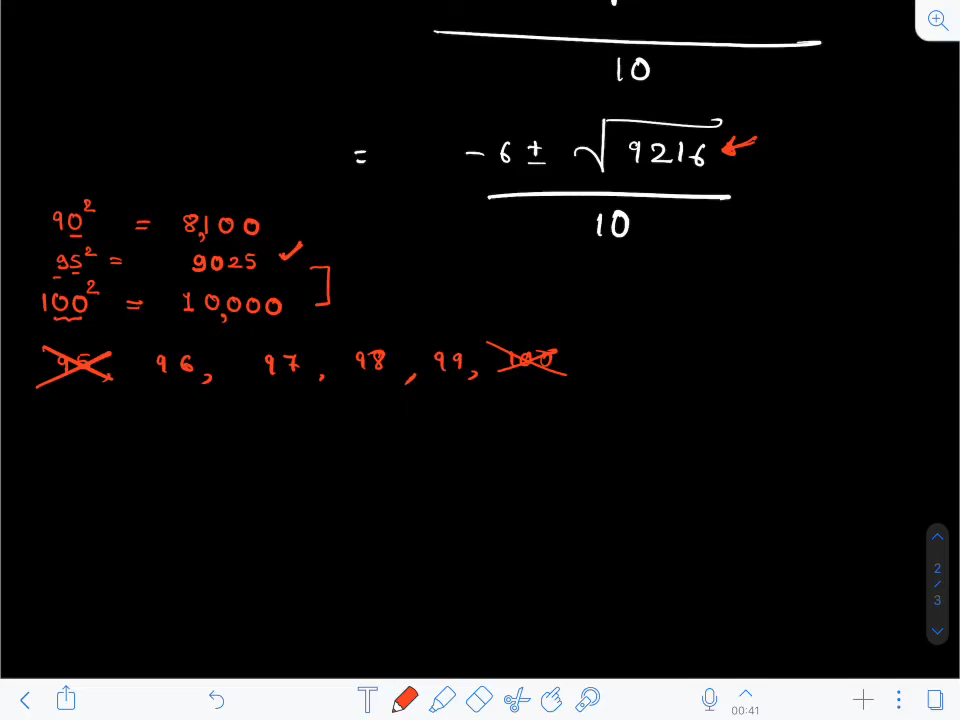 10
= - 6 ± √9216
10
90² = 8,100
95² = 9025 ✓
100² = 10,000
95, 96, 97, 98, 99, 100
2
/
3
T
00:41